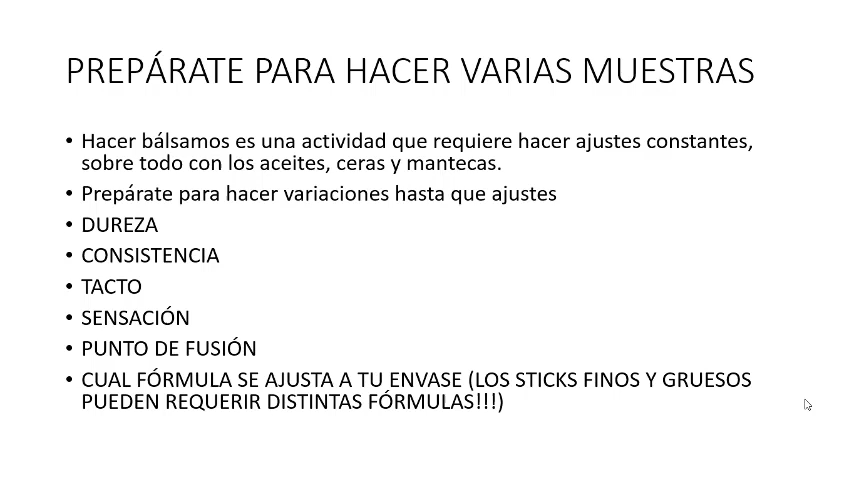 PREPÁRATE PARA HACER VARIAS MUESTRAS
• Hacer bálsamos es una actividad que requiere hacer ajustes constantes,
sobre todo con los aceites, ceras y mantecas.
• Prepárate para hacer variaciones hasta que ajustes
• DUREZA
• CONSISTENCIA
• TACTO
• SENSACIÓN
• PUNTO DE FUSIÓN
• CUAL FÓRMULA SE AJUSTA A TU ENVASE (LOS STICKS FINOS Y GRUESOS
PUEDEN REQUERIR DISTINTAS FÓRMULAS!!!)